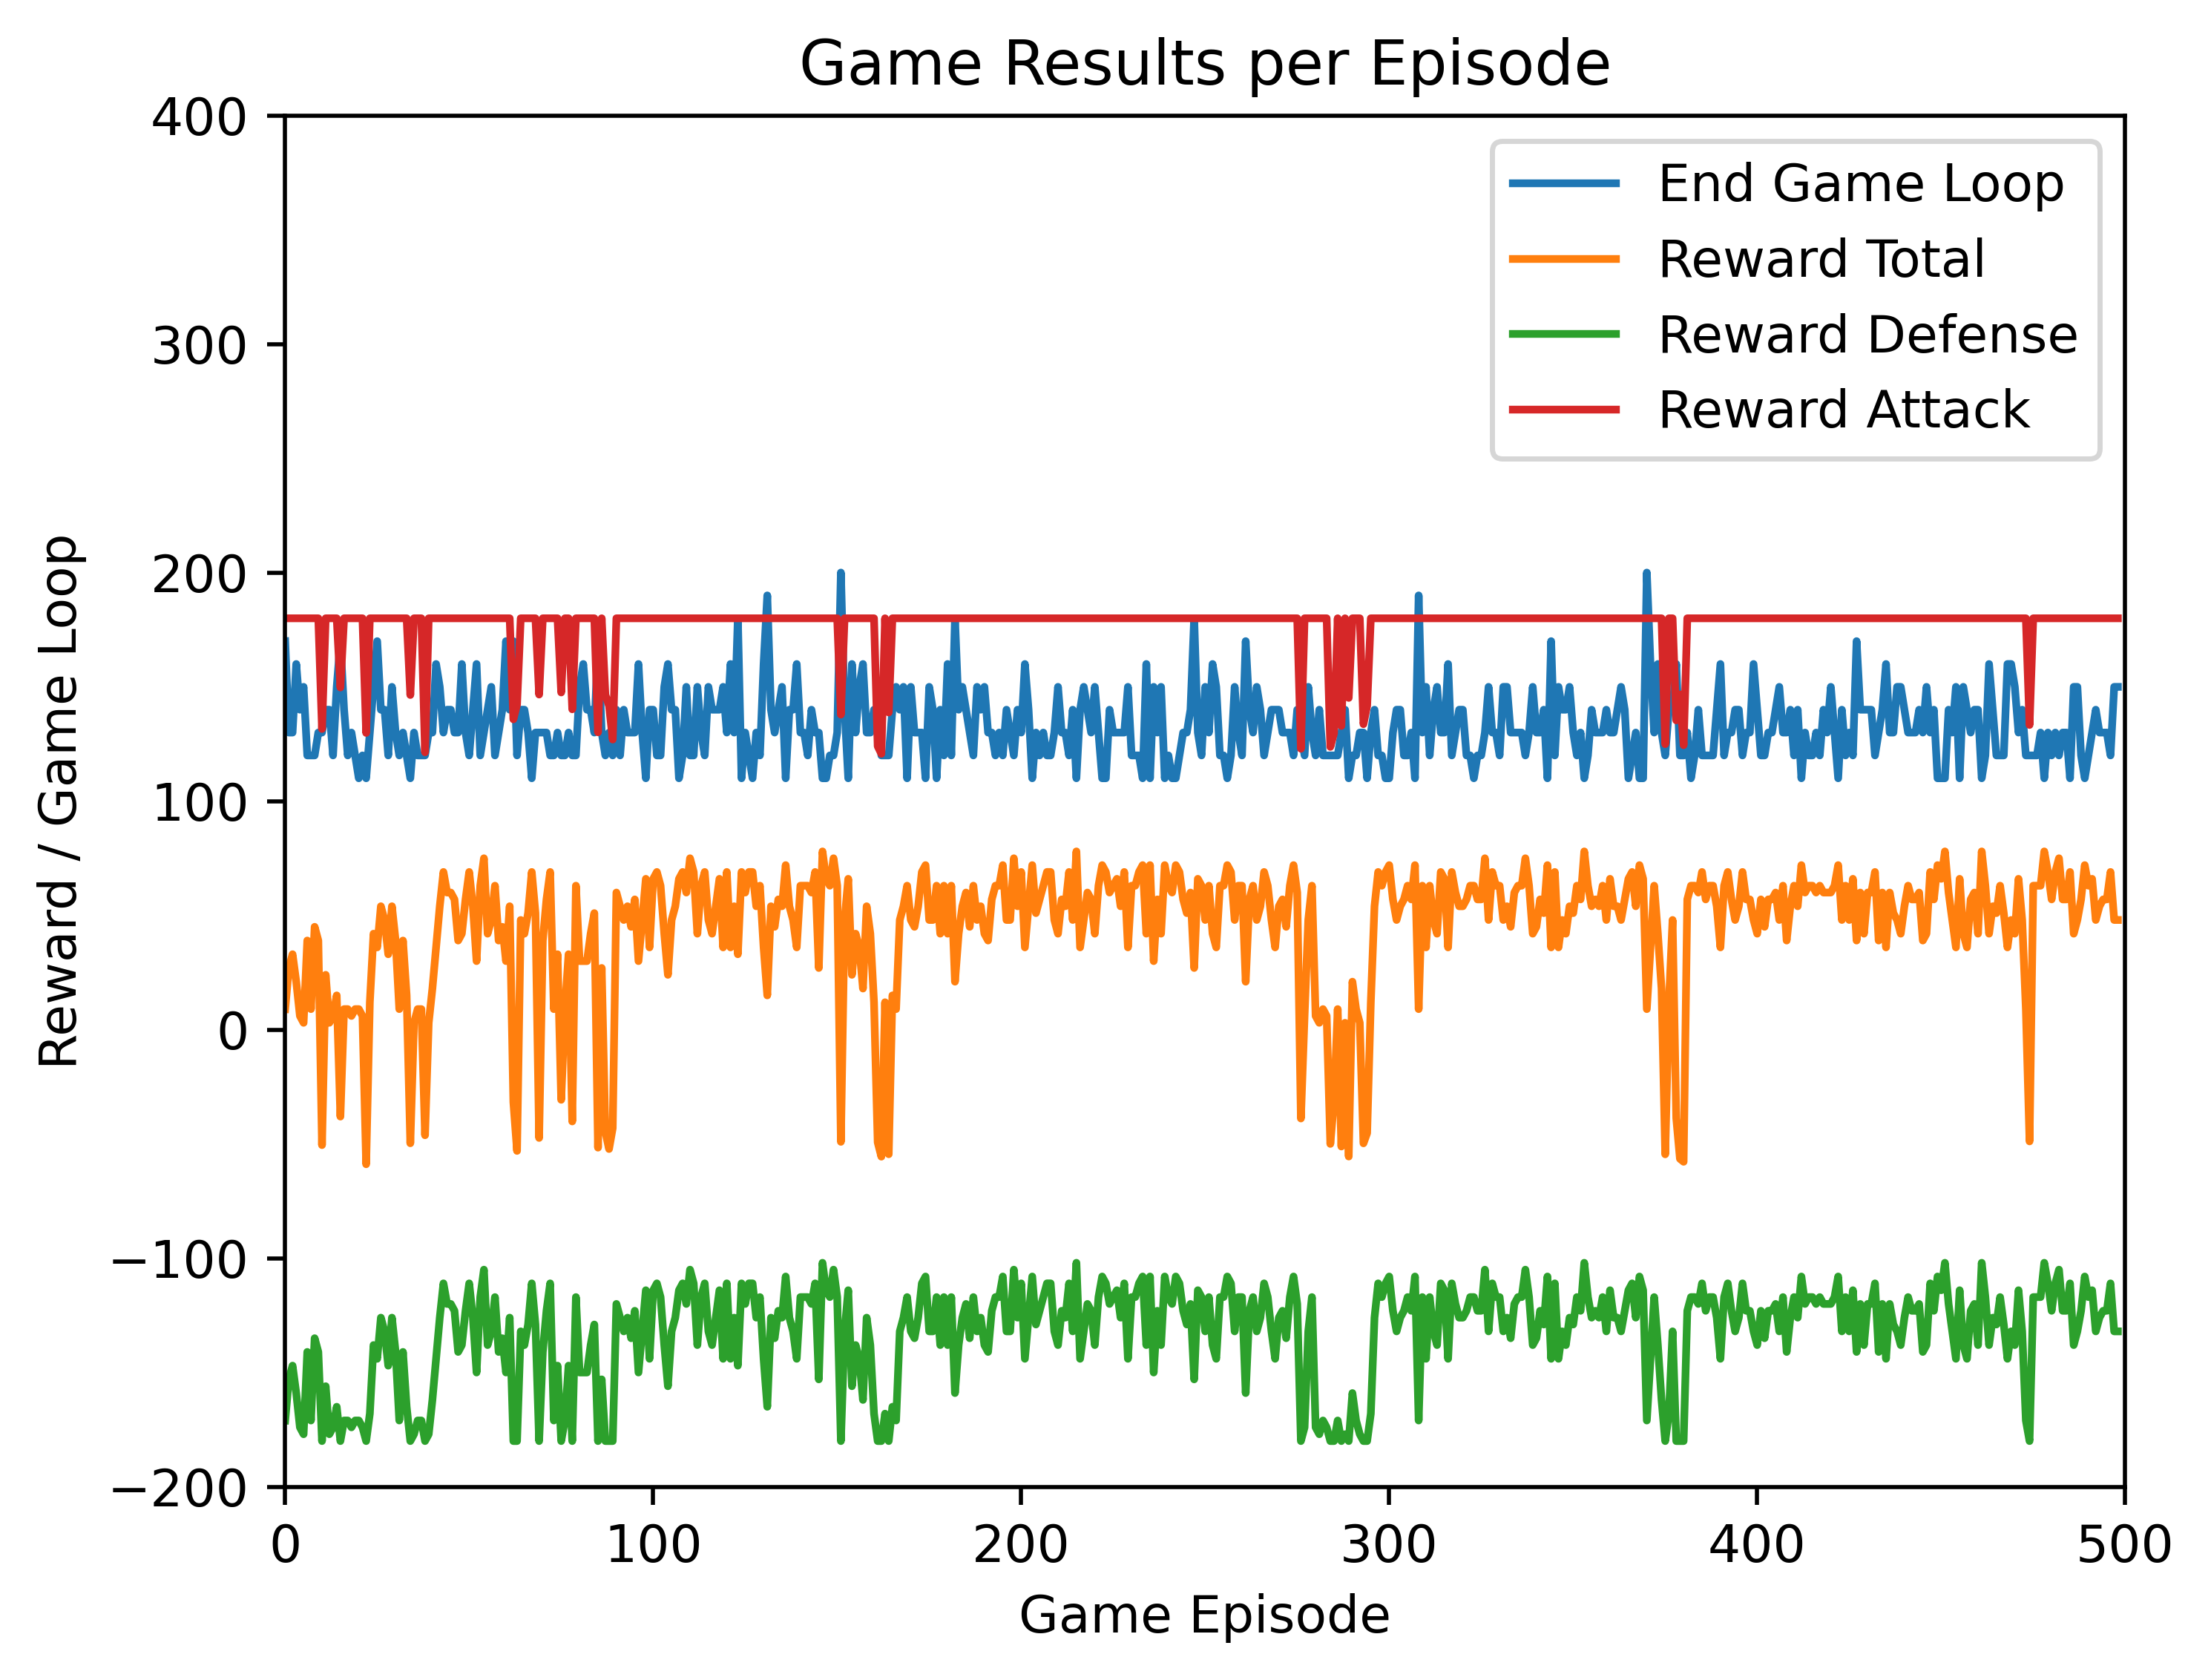 Game Results per Episode
400
300
200
100
0
−100
−200
Reward / Game Loop
End Game Loop
Reward Total
Reward Defense
Reward Attack
0 100 200 300 400 500
Game Episode